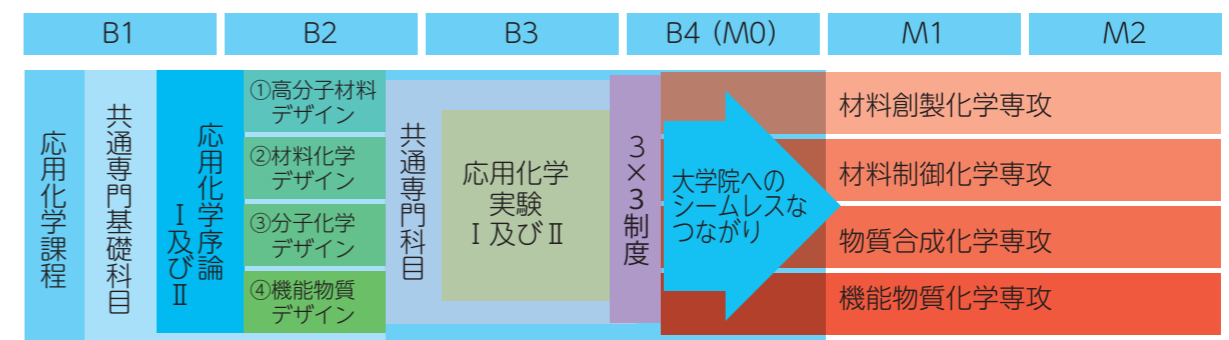 B1
B2
B3
B4 (M0)
M1
M2
応用化学課程
共通専門基礎科目
応用化学序論
Ⅰ及びⅡ
①高分子材料
デザイン
②材料化学
デザイン
③分子化学
デザイン
④機能物質
デザイン
共通専門科目
応用化学
実験
Ⅰ及びⅡ
3×3制度
大学院への
シームレスな
つながり
材料創製化学専攻
材料制御化学専攻
物質合成化学専攻
機能物質化学専攻